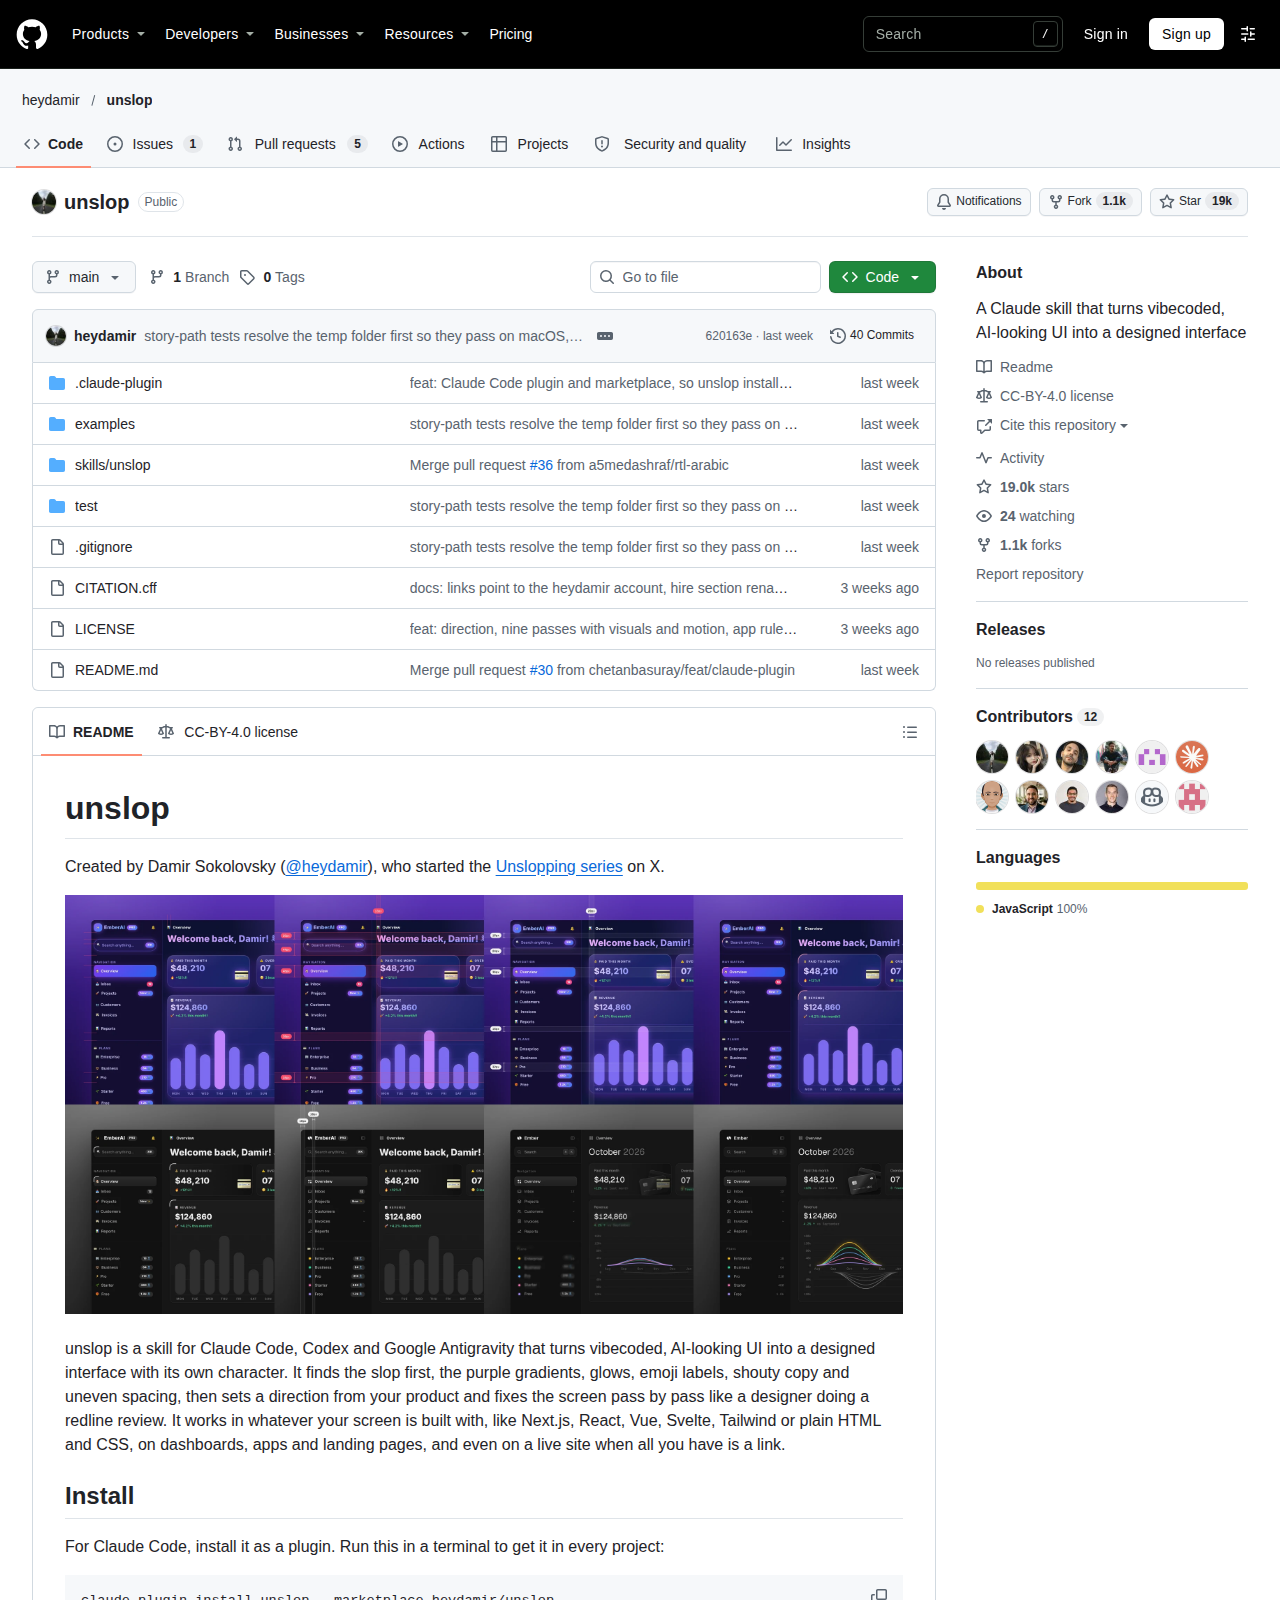 Products
Developers
Businesses
Resources
Pricing
Search
/
Sign in
Sign up
heydamir / unslop
Code
Issues 1
Pull requests 5
Actions
Projects
Security and quality
Insights
unslop Public
Notifications
Fork 1.1k
Star 19k
main
1 Branch
0 Tags
Go to file
Code
heydamir story-path tests resolve the temp folder first so they pass on macOS,…
620163e · last week
40 Commits
.claude-plugin feat: Claude Code plugin and marketplace, so unslop install… last week
examples story-path tests resolve the temp folder first so they pass on … last week
skills/unslop Merge pull request #36 from a5medashraf/rtl-arabic last week
test story-path tests resolve the temp folder first so they pass on … last week
.gitignore story-path tests resolve the temp folder first so they pass on … last week
CITATION.cff docs: links point to the heydamir account, hire section rena… 3 weeks ago
LICENSE feat: direction, nine passes with visuals and motion, app rule… 3 weeks ago
README.md Merge pull request #30 from chetanbasuray/feat/claude-plugin last week
README
CC-BY-4.0 license
unslop
Created by Damir Sokolovsky (@heydamir), who started the Unslopping series on X.
unslop is a skill for Claude Code, Codex and Google Antigravity that turns vibecoded, AI-looking UI into a designed
interface with its own character. It finds the slop first, the purple gradients, glows, emoji labels, shouty copy and
uneven spacing, then sets a direction from your product and fixes the screen pass by pass like a designer doing a
redline review. It works in whatever your screen is built with, like Next.js, React, Vue, Svelte, Tailwind or plain HTML
and CSS, on dashboards, apps and landing pages, and even on a live site when all you have is a link.
Install
For Claude Code, install it as a plugin. Run this in a terminal to get it in every project:
About
A Claude skill that turns vibecoded,
AI-looking UI into a designed interface
Readme
CC-BY-4.0 license
Cite this repository
Activity
19.0k stars
24 watching
1.1k forks
Report repository
Releases
No releases published
Contributors 12
Languages
JavaScript 100%